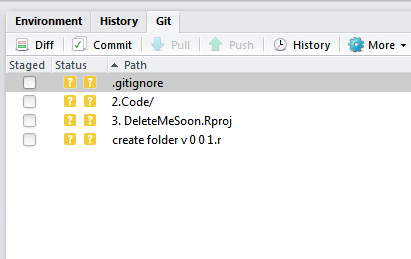 Environment History Git
Diff Commit Pull Push History More
Staged Status Path
? ? .gitignore
? ? 2.Code/
? ? 3. DeleteMeSoon.Rproj
? ? create folder v 0 0 1.r